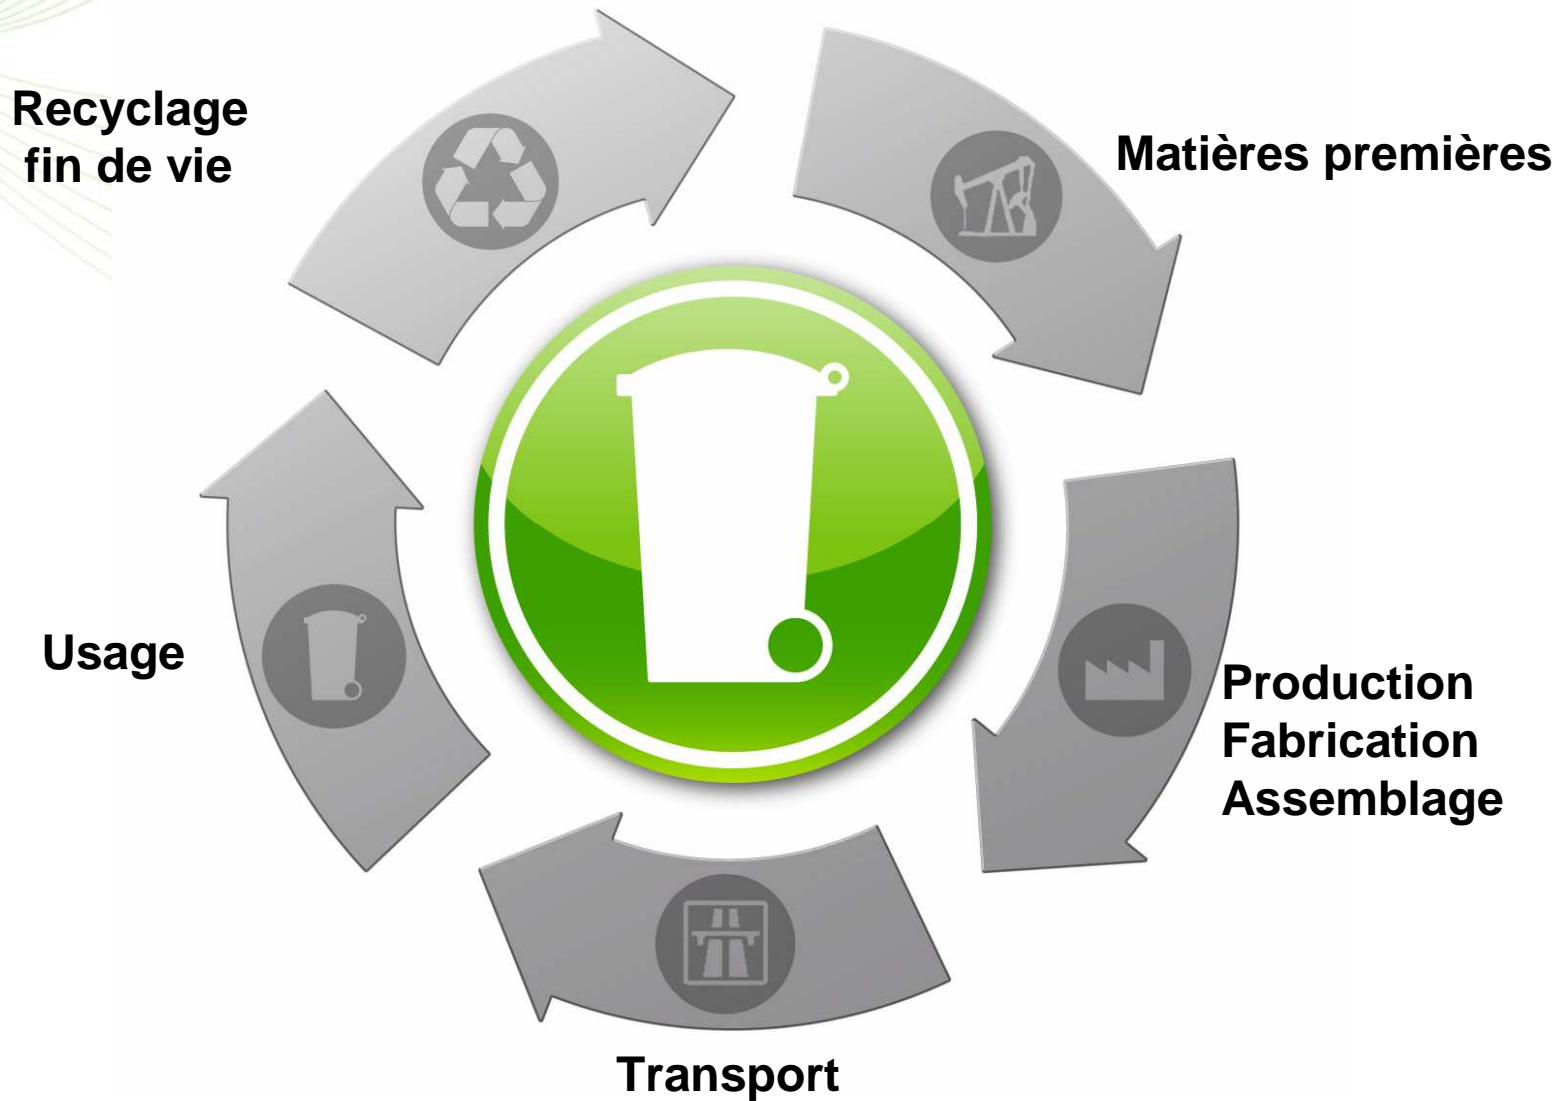 Recyclage
fin de vie
Matières premières
Usage
Production
Fabrication
Assemblage
Transport